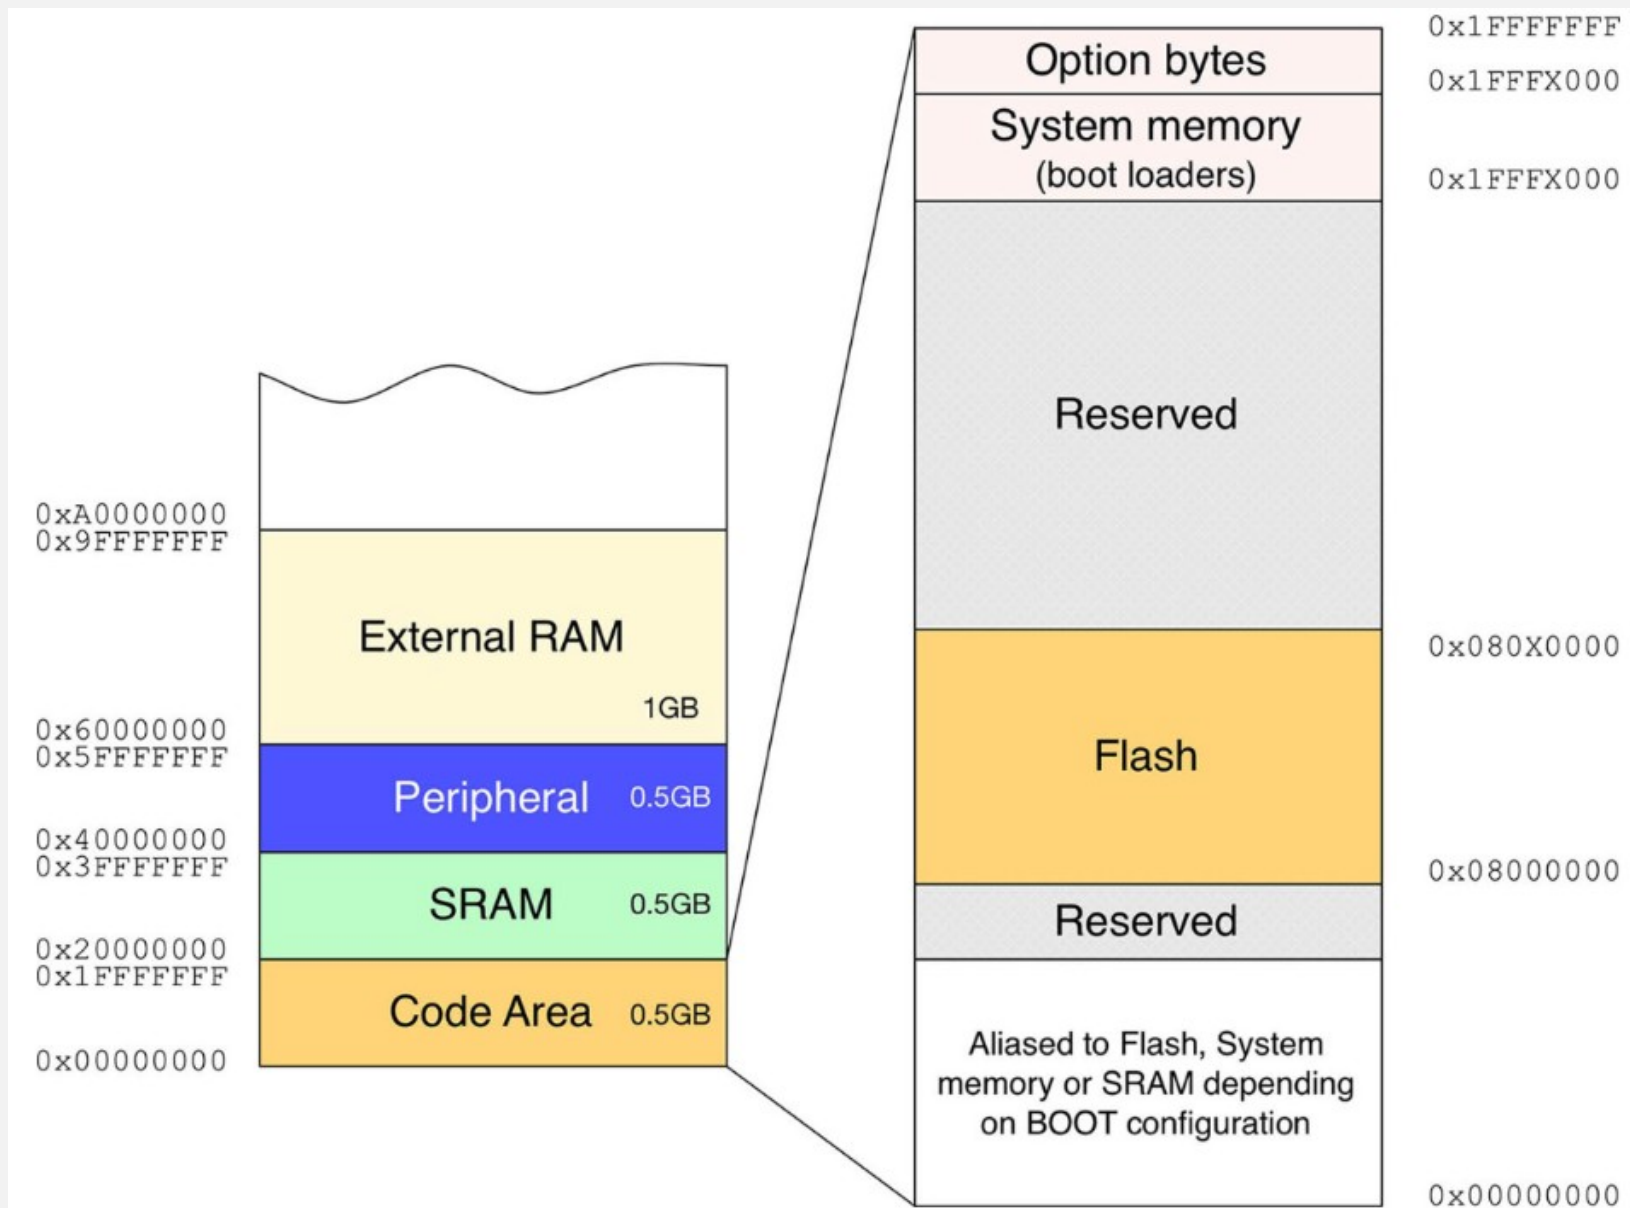 0x1FFFFFFF
Option bytes
0x1FFFX000
System memory
(boot loaders)
0x1FFFX000
Reserved
0xA0000000
0x9FFFFFFF
External RAM
1GB
0x60000000
0x5FFFFFFF
Peripheral 0.5GB
0x40000000
0x3FFFFFFF
SRAM 0.5GB
0x20000000
0x1FFFFFFF
Code Area 0.5GB
0x00000000
0x080X0000
Flash
0x08000000
Reserved
Aliased to Flash, System
memory or SRAM depending
on BOOT configuration
0x00000000